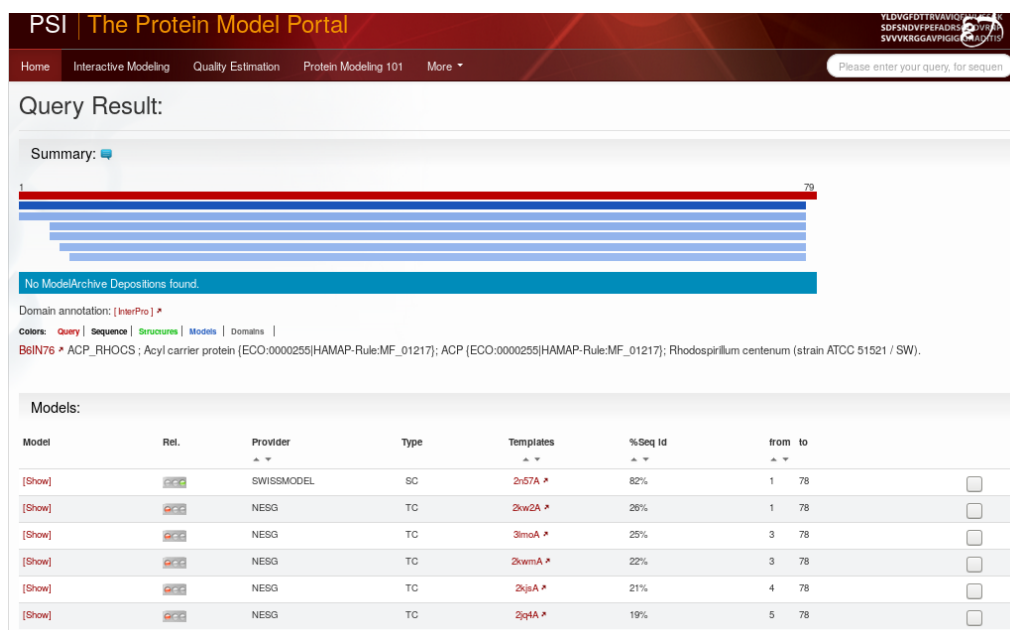 PSI | The Protein Model Portal
Home Interactive Modeling Quality Estimation Protein Modeling 101 More
Please enter your query, for sequen
Query Result:
Summary:
1 79
No ModelArchive Depositions found.
Domain annotation: [ InterPro ]
Colors: Query | Sequence | Structures | Models | Domains |
B6IN76 ACP_RHOCS ; Acyl carrier protein {ECO:0000255|HAMAP-Rule:MF_01217}; ACP {ECO:0000255|HAMAP-Rule:MF_01217}; Rhodospirillum centenum (strain ATCC 51521 / SW).
Models:
Model Rel. Provider Type Templates %Seq Id from to
[Show] SWISSMODEL SC 2n57A 82% 1 78
[Show] NESG TC 2kw2A 26% 1 78
[Show] NESG TC 3lmoA 25% 3 78
[Show] NESG TC 2kwmA 22% 3 78
[Show] NESG TC 2kjsA 21% 4 78
[Show] NESG TC 2jq4A 19% 5 78